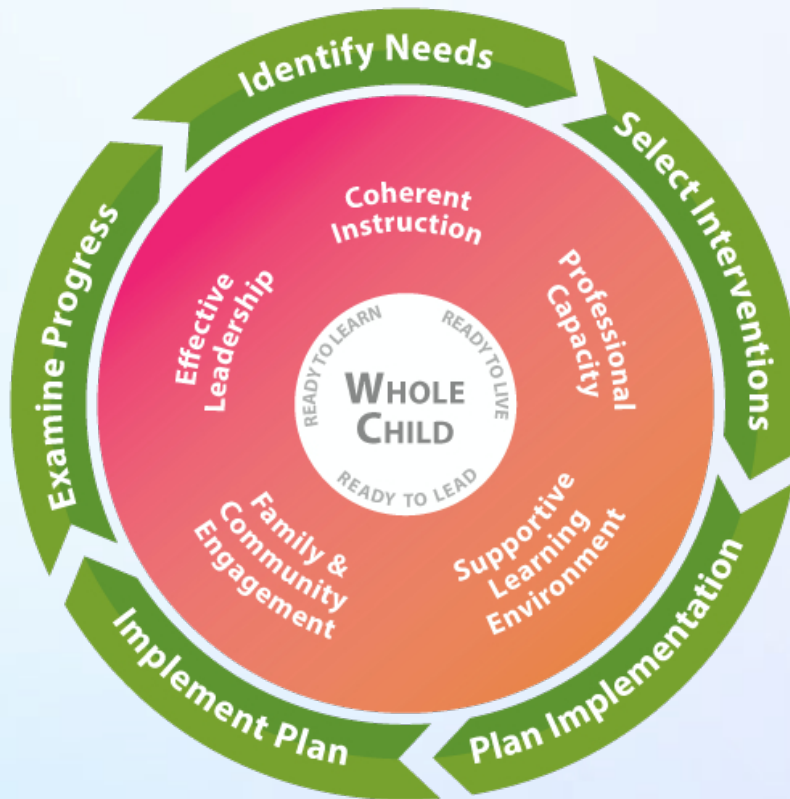 Identify Needs
Select Interventions
Plan Implementation
Implement Plan
Examine Progress
Coherent
Instruction
Professional
Capacity
Supportive
Learning
Environment
Family &
Community
Engagement
Effective
Leadership
READY TO LEARN
READY TO LIVE
READY TO LEAD
WHOLE
CHILD